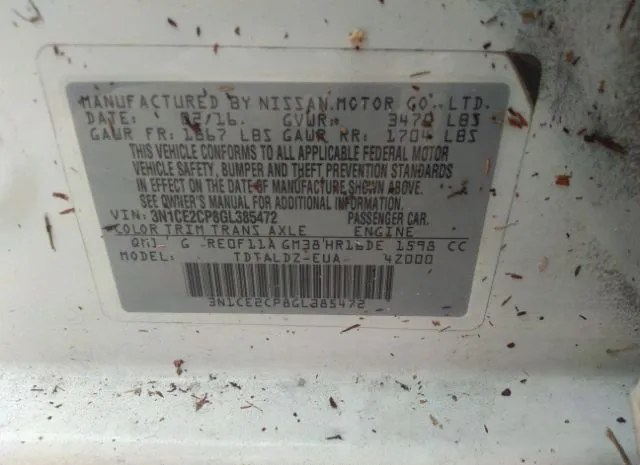 MANUFACTURED BY NISSAN MOTOR CO., LTD.
DATE: 02/16. GVWR: 3470 LBS
GAWR FR: 1867 LBS GAWR RR: 1704 LBS
THIS VEHICLE CONFORMS TO ALL APPLICABLE FEDERAL MOTOR
VEHICLE SAFETY, BUMPER AND THEFT PREVENTION STANDARDS
IN EFFECT ON THE DATE OF MANUFACTURE SHOWN ABOVE.
SEE OWNER'S MANUAL FOR ADDITIONAL INFORMATION.
VIN: 3N1CE2CP8GL385472 PASSENGER CAR.
COLOR TRIM TRANS AXLE ENGINE
QM1 G RE0F11A GM38 HR16DE 1598 CC
MODEL: TDTALDZ-EUA- 4Z000
3N1CE2CP8GL385472